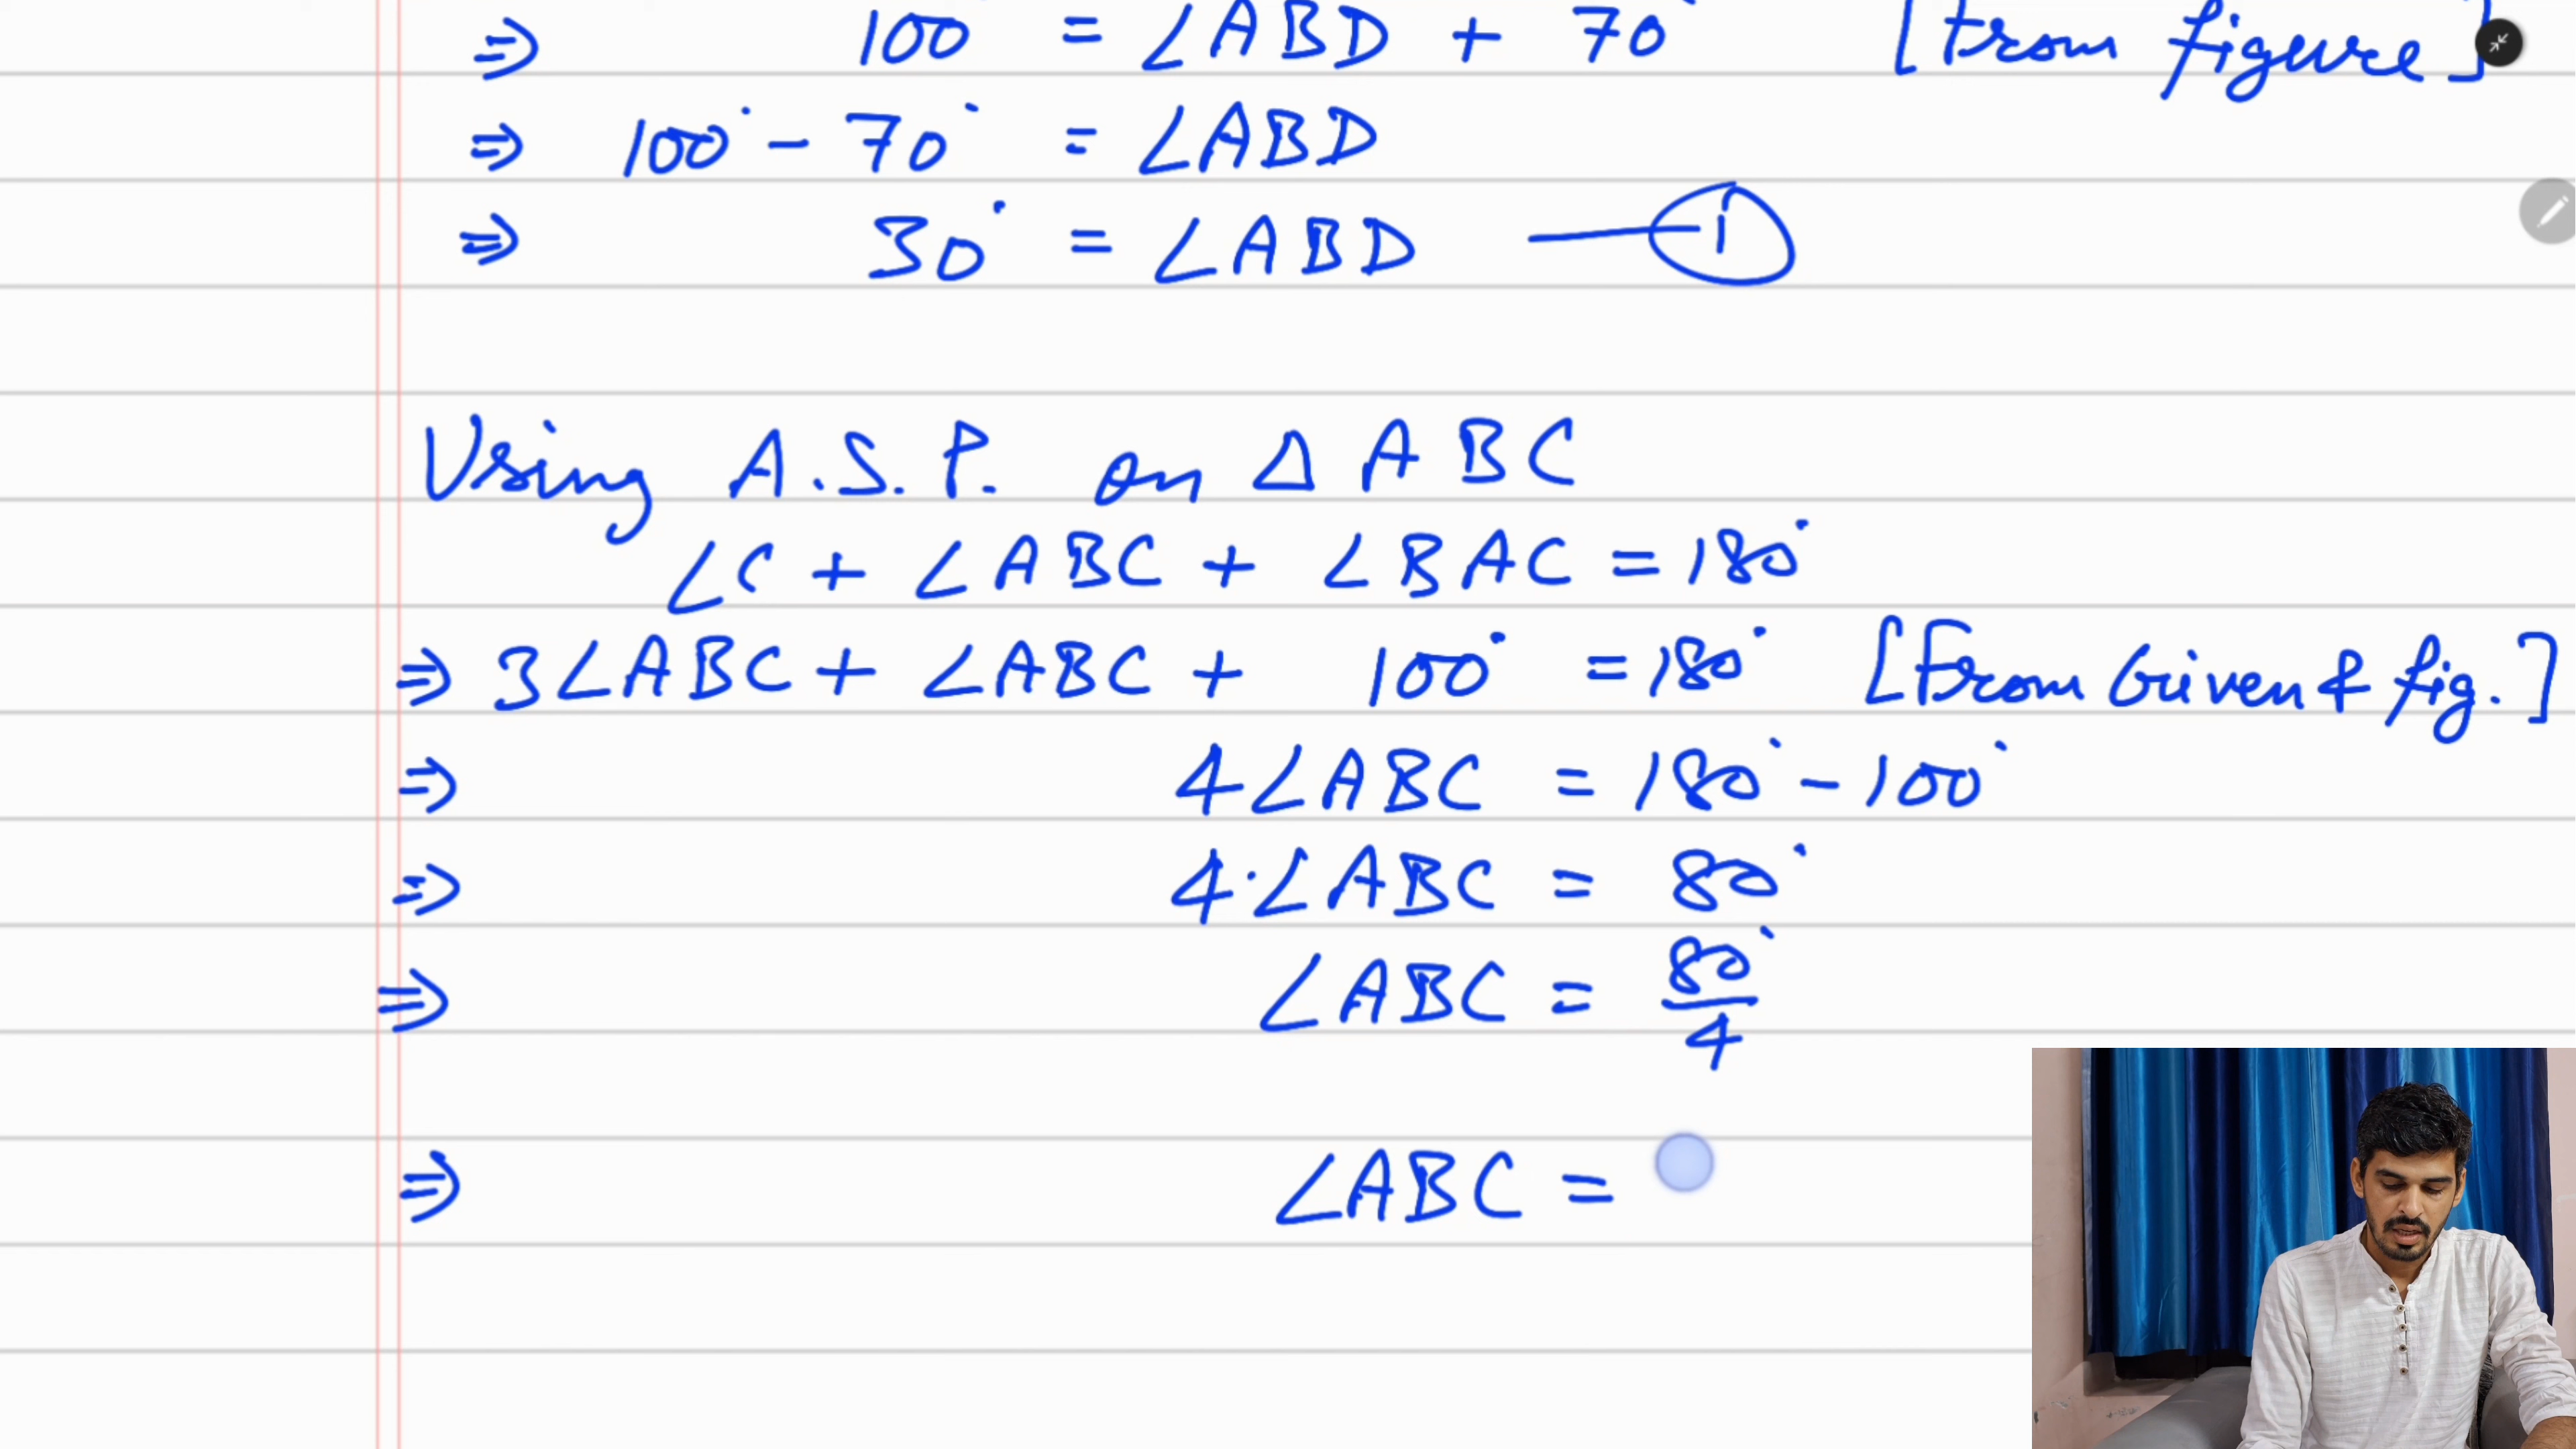 ⇒ 100 = ∠ABD + 70° [From figure]
⇒ 100° - 70° = ∠ABD
⇒ 30° = ∠ABD — i
Using A.S.P. on △ ABC
∠C + ∠ABC + ∠BAC = 180°
⇒ 3∠ABC + ∠ABC + 100° = 180° [From Given & fig.]
⇒ 4∠ABC = 180° - 100°
⇒ 4·∠ABC = 80°
⇒ ∠ABC = 80°/4
⇒ ∠ABC =